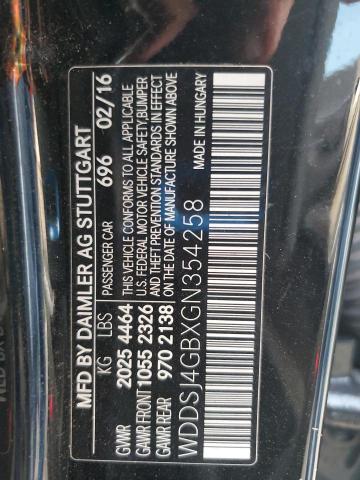 MFD BY DAIMLER AG STUTTGART
PASSENGER CAR 696 02/16
KG LBS
GVWR 2025 4464
GAWR FRONT 1055 2326
GAWR REAR 970 2138
THIS VEHICLE CONFORMS TO ALL APPLICABLE
U.S. FEDERAL MOTOR VEHICLE SAFETY,BUMPER
AND THEFT PREVENTION STANDARDS IN EFFECT
ON THE DATE OF MANUFACTURE SHOWN ABOVE
WDDSJ4GBXGN354258 MADE IN HUNGARY